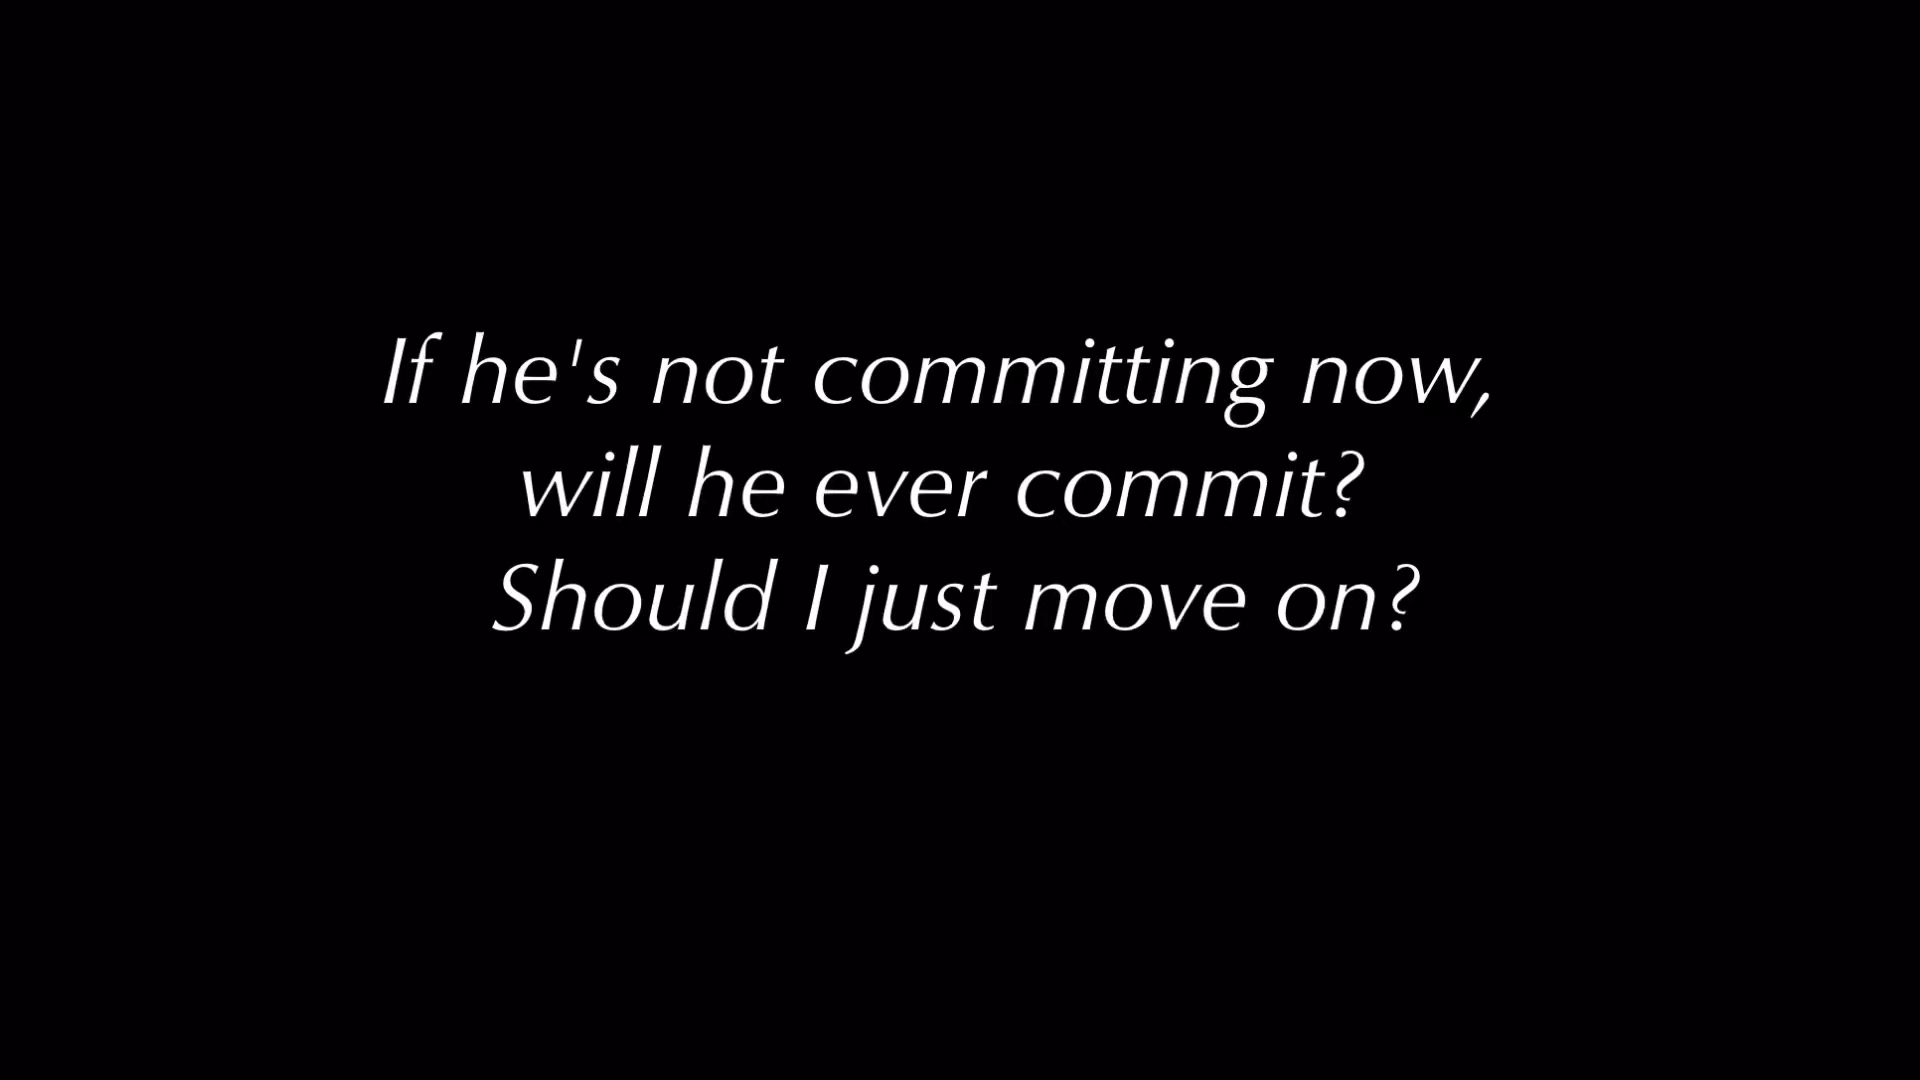 If he's not committing now,
will he ever commit?
Should I just move on?